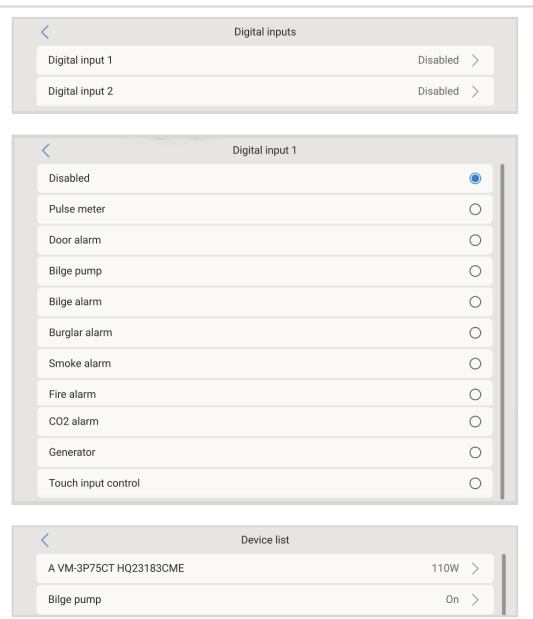 Digital inputs
Digital input 1 Disabled
Digital input 2 Disabled
Digital input 1
Disabled
Pulse meter
Door alarm
Bilge pump
Bilge alarm
Burglar alarm
Smoke alarm
Fire alarm
CO2 alarm
Generator
Touch input control
Device list
A VM-3P75CT HQ23183CME 110W
Bilge pump On